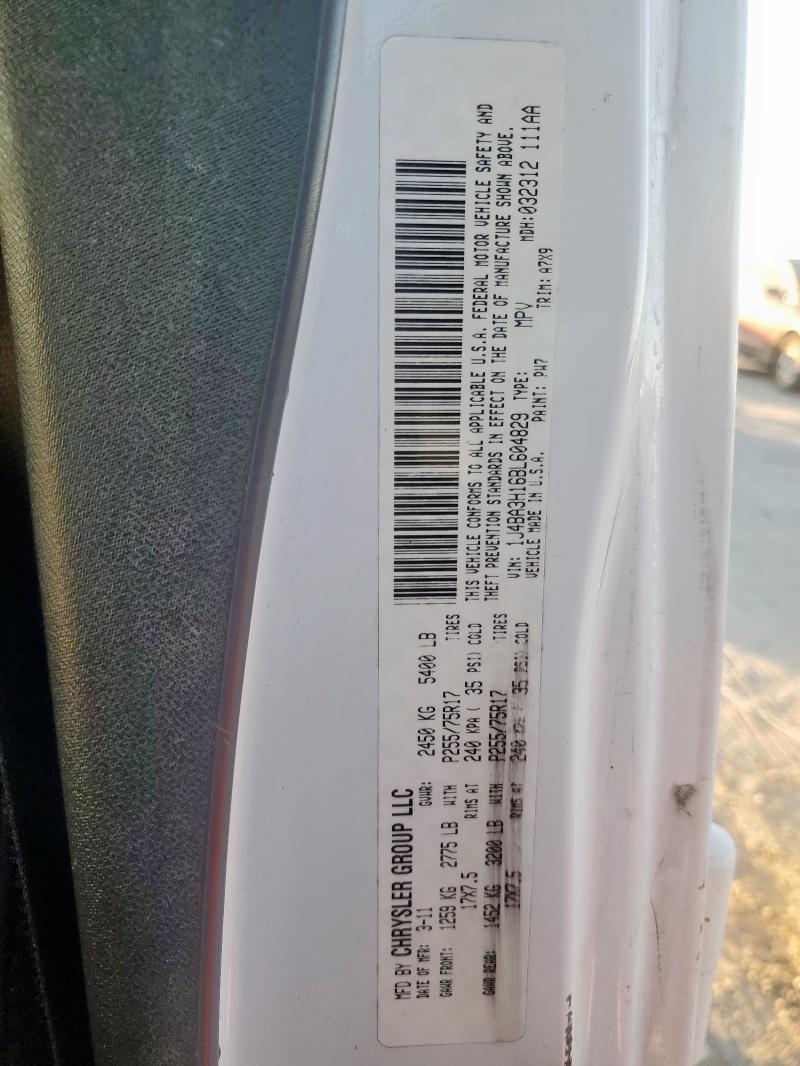 MFD BY CHRYSLER GROUP LLC
DATE OF MFR: 3-11 GVWR: 2450 KG 5400 LB
GAWR FRONT: 1259 KG 2775 LB WITH P255/75R17 TIRES
17X7.5 RIMS AT 240 KPA ( 35 PSI) COLD
GAWR REAR: 1452 KG 3200 LB WITH P255/75R17 TIRES
17X7.5 RIMS AT 240 KPA ( 35 PSI) COLD
THIS VEHICLE CONFORMS TO ALL APPLICABLE U.S.A. FEDERAL MOTOR VEHICLE SAFETY AND
THEFT PREVENTION STANDARDS IN EFFECT ON THE DATE OF MANUFACTURE SHOWN ABOVE.
VIN: 1J4BA3H16BL604829 TYPE: MPV MDH:032312 111AA
VEHICLE MADE IN U.S.A. PAINT: PW7 TRIM: A7X9